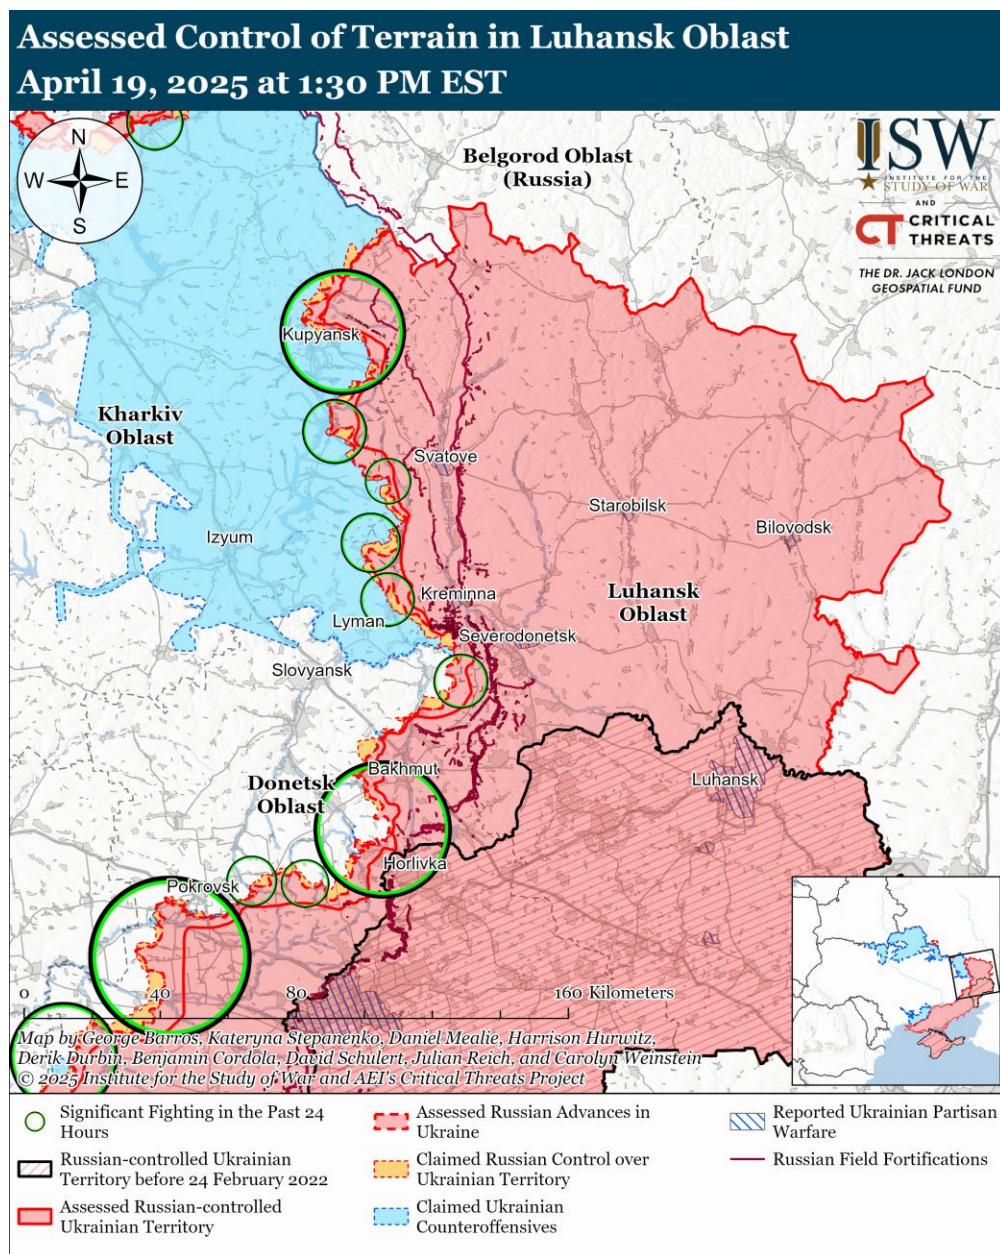 Assessed Control of Terrain in Luhansk Oblast
April 19, 2025 at 1:30 PM EST
N
W E
S
ISW
INSTITUTE FOR THE
STUDY OF WAR
AND
CT CRITICAL
THREATS
THE DR. JACK LONDON
GEOSPATIAL FUND
Belgorod Oblast
(Russia)
Kupyansk
Kharkiv
Oblast
Svatove
Starobilsk
Bilovodsk
Izyum
Kreminna
Luhansk
Oblast
Lyman
Severodonetsk
Slovyansk
Bakhmut
Luhansk
Donetsk
Oblast
Horlivka
Pokrovsk
0 40 80 160 Kilometers
Map by George Barros, Kateryna Stepanenko, Daniel Mealie, Harrison Hurwitz,
Derik Durbin, Benjamin Cordola, David Schulert, Julian Reich, and Carolyn Weinstein
© 2025 Institute for the Study of War and AEI's Critical Threats Project
Significant Fighting in the Past 24
Hours
Russian-controlled Ukrainian
Territory before 24 February 2022
Assessed Russian-controlled
Ukrainian Territory
Assessed Russian Advances in
Ukraine
Claimed Russian Control over
Ukrainian Territory
Claimed Ukrainian
Counteroffensives
Reported Ukrainian Partisan
Warfare
Russian Field Fortifications